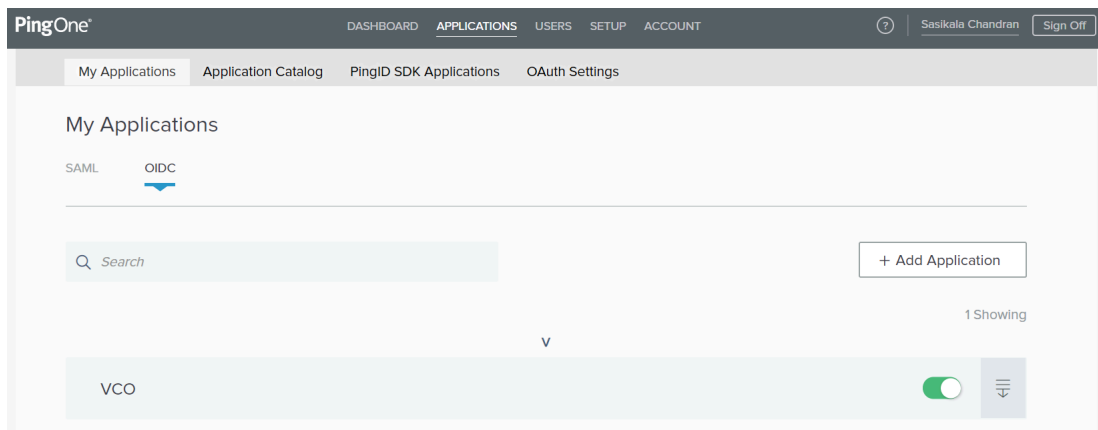 PingOne® DASHBOARD APPLICATIONS USERS SETUP ACCOUNT ? Sasikala Chandran Sign Off
My Applications Application Catalog PingID SDK Applications OAuth Settings
My Applications
SAML OIDC
Search + Add Application
1 Showing
V
VCO